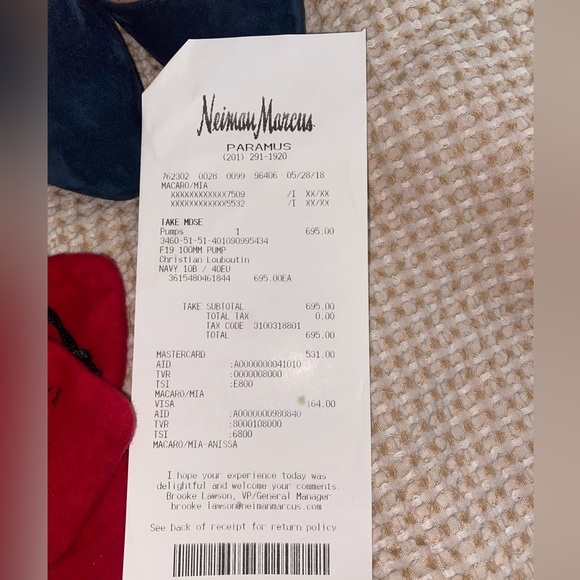 Neiman Marcus
PARAMUS
(201) 291-1920
762302 0028 0099 96406 05/28/18
MACARO/MIA
XXXXXXXXXXXX7509 /I XX/XX
XXXXXXXXXXXX5532 /I XX/XX
TAKE MDSE
Pumps 1 695.00
3460-51-51-401090995434
F19 100MM PUMP
Christian Louboutin
NAVY 10B / 40EU
3615480461844 695.00EA
TAKE SUBTOTAL 695.00
TOTAL TAX 0.00
TAX CODE 3100318801
TOTAL 695.00
MASTERCARD 531.00
AID :A0000000041010
TVR :0000008000
TSI :E800
MACARO/MIA
VISA 164.00
AID :A0000000980840
TVR :8000108000
TSI :6800
MACARO/MIA-ANISSA
I hope your experience today was
delightful and welcome your comments.
Brooke Lawson, VP/General Manager
brooke_lawson@neimanmarcus.com
See back of receipt for return policy